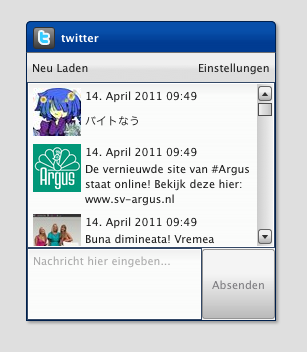 twitter
Neu Laden Einstellungen
14. April 2011 09:49
バイトなう
14. April 2011 09:49
Argus
De vernieuwde site van #Argus
staat online! Bekijk deze hier:
www.sv-argus.nl
14. April 2011 09:49
Buna dimineata! Vremea
Nachricht hier eingeben...
Absenden